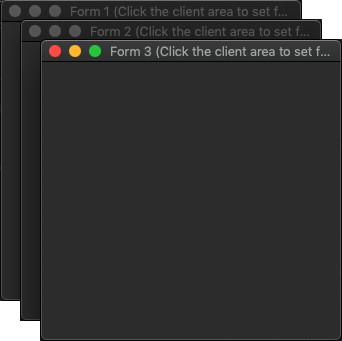 Form 1 (Click the client area to set f...
Form 2 (Click the client area to set f...
Form 3 (Click the client area to set f...